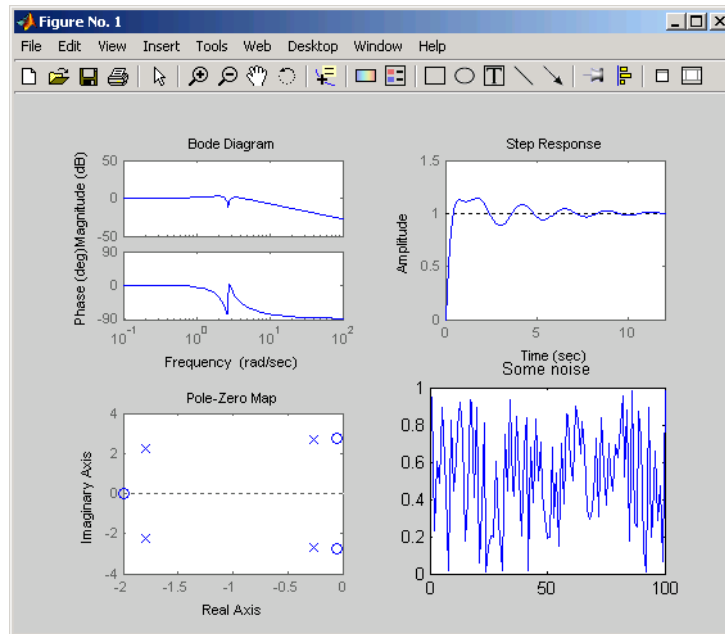 Figure No. 1
File Edit View Insert Tools Web Desktop Window Help
T
Bode Diagram
Magnitude (dB)
50
0
-50
Phase (deg)
90
0
-90
10^-1 10^0 10^1 10^2
Frequency (rad/sec)
Step Response
Amplitude
1.5
1
0.5
0
0 5 10
Time (sec)
Pole-Zero Map
Imaginary Axis
4
2
0
-2
-4
-2 -1.5 -1 -0.5 0
Real Axis
Some noise
1
0.8
0.6
0.4
0.2
0
0 50 100